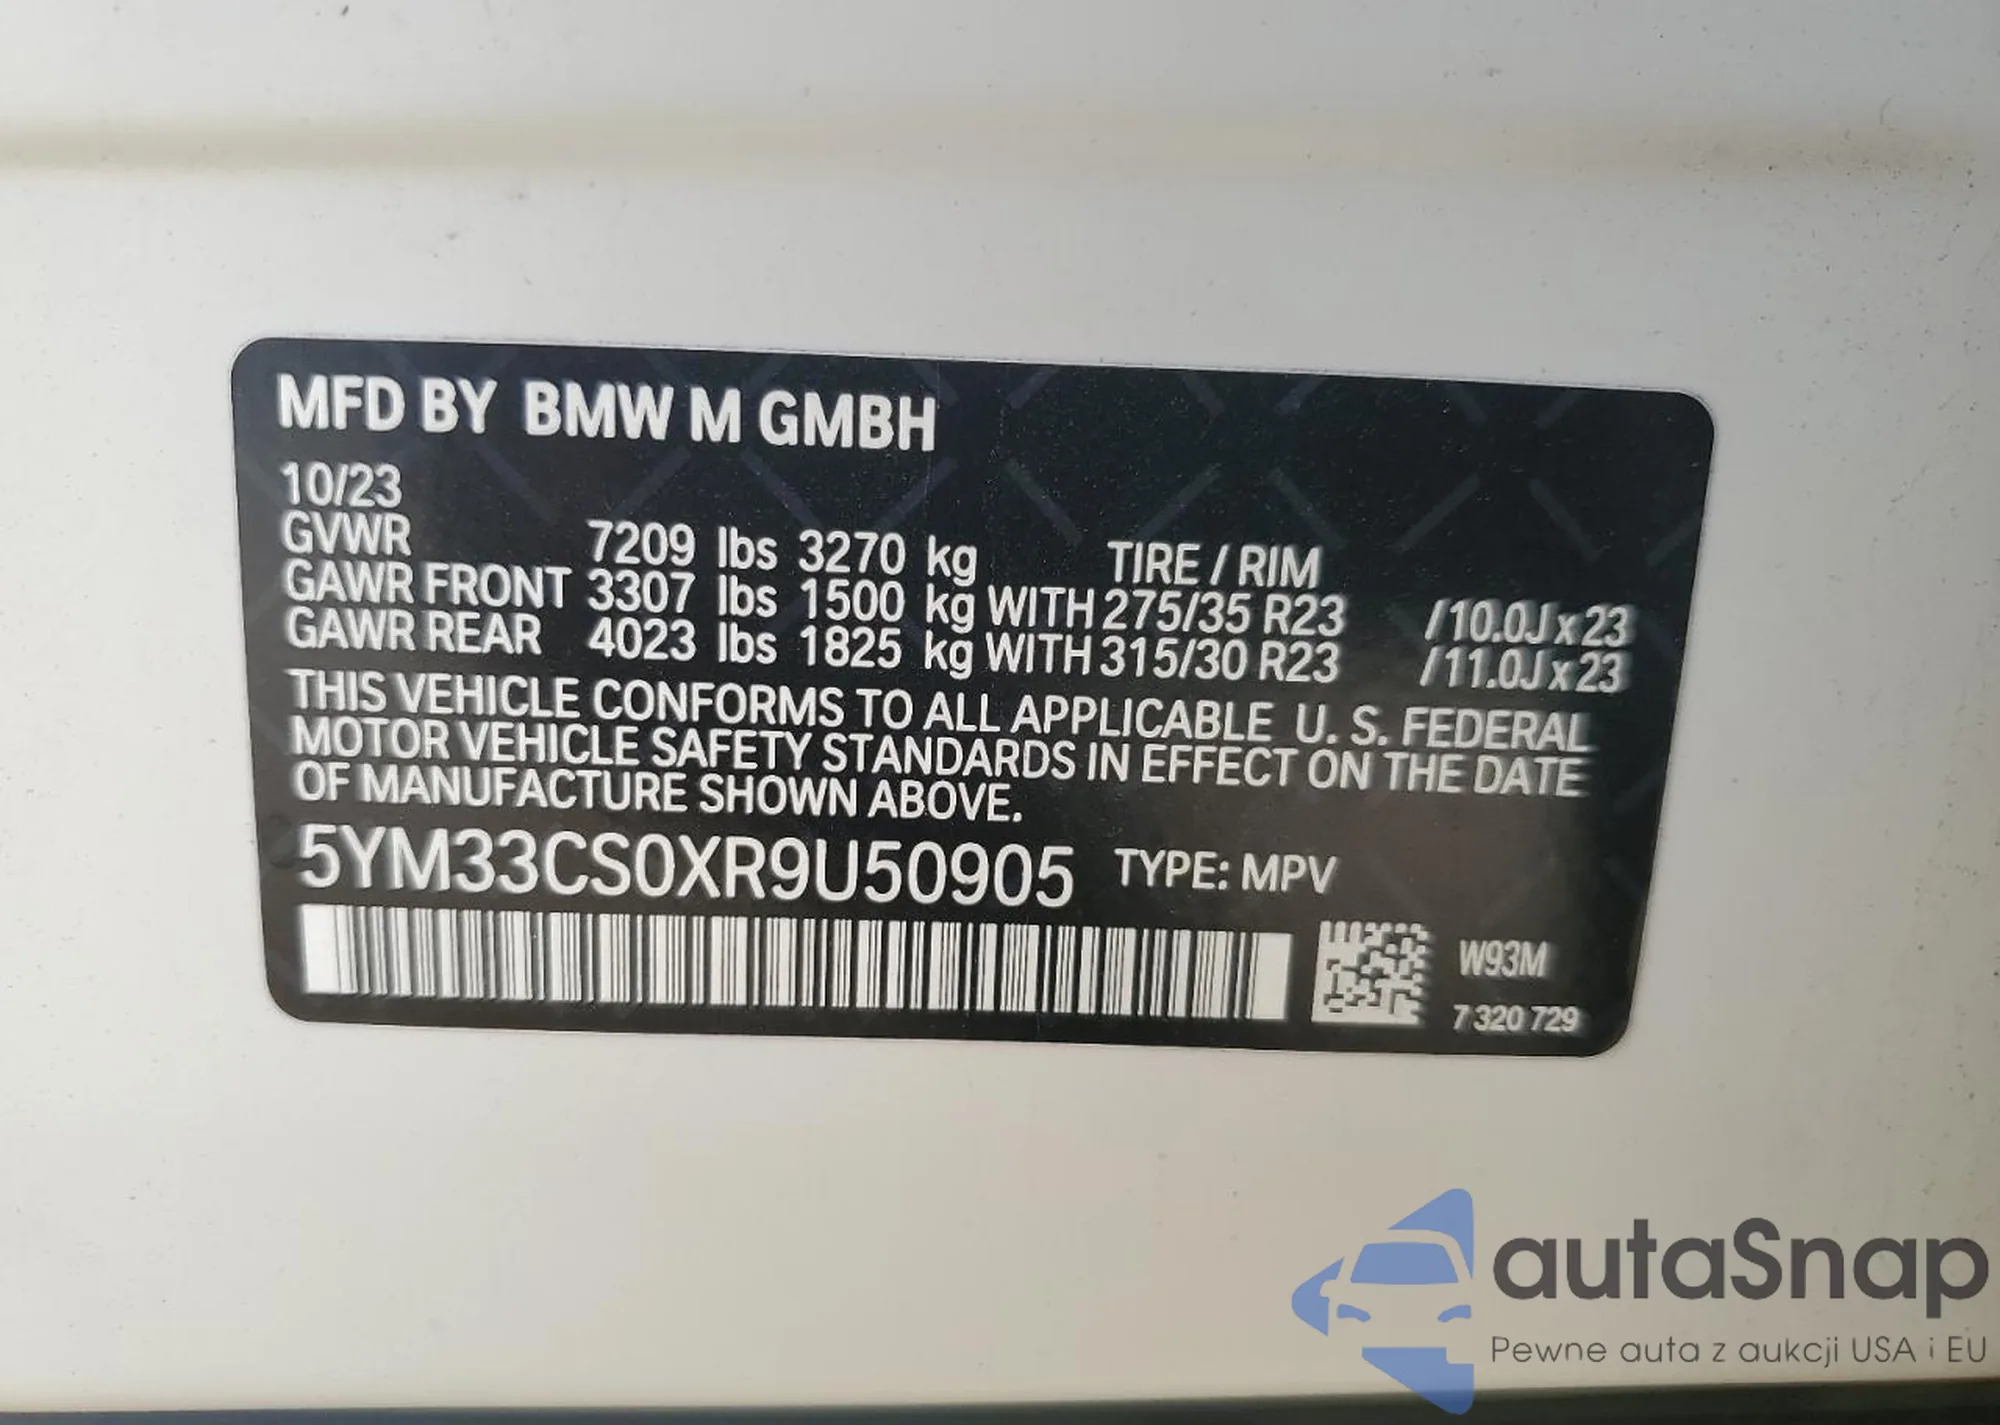 MFD BY BMW M GMBH
10/23
GVWR 7209 lbs 3270 kg TIRE / RIM
GAWR FRONT 3307 lbs 1500 kg WITH 275/35 R23 /10.0J x 23
GAWR REAR 4023 lbs 1825 kg WITH 315/30 R23 /11.0J x 23
THIS VEHICLE CONFORMS TO ALL APPLICABLE U. S. FEDERAL
MOTOR VEHICLE SAFETY STANDARDS IN EFFECT ON THE DATE
OF MANUFACTURE SHOWN ABOVE.
5YM33CS0XR9U50905 TYPE: MPV
W93M
7 320 729
autaSnap
Pewne auta z aukcji USA i EU